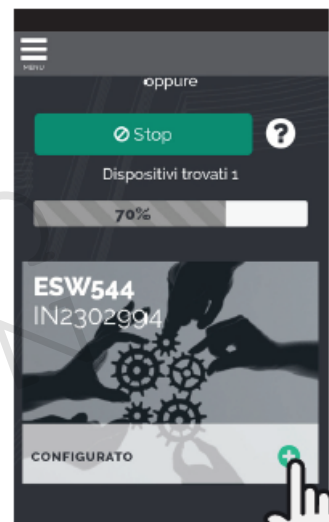 MENU
oppure
Stop
?
Dispositivi trovati 1
70%
ESW544
IN2302994
CONFIGURATO